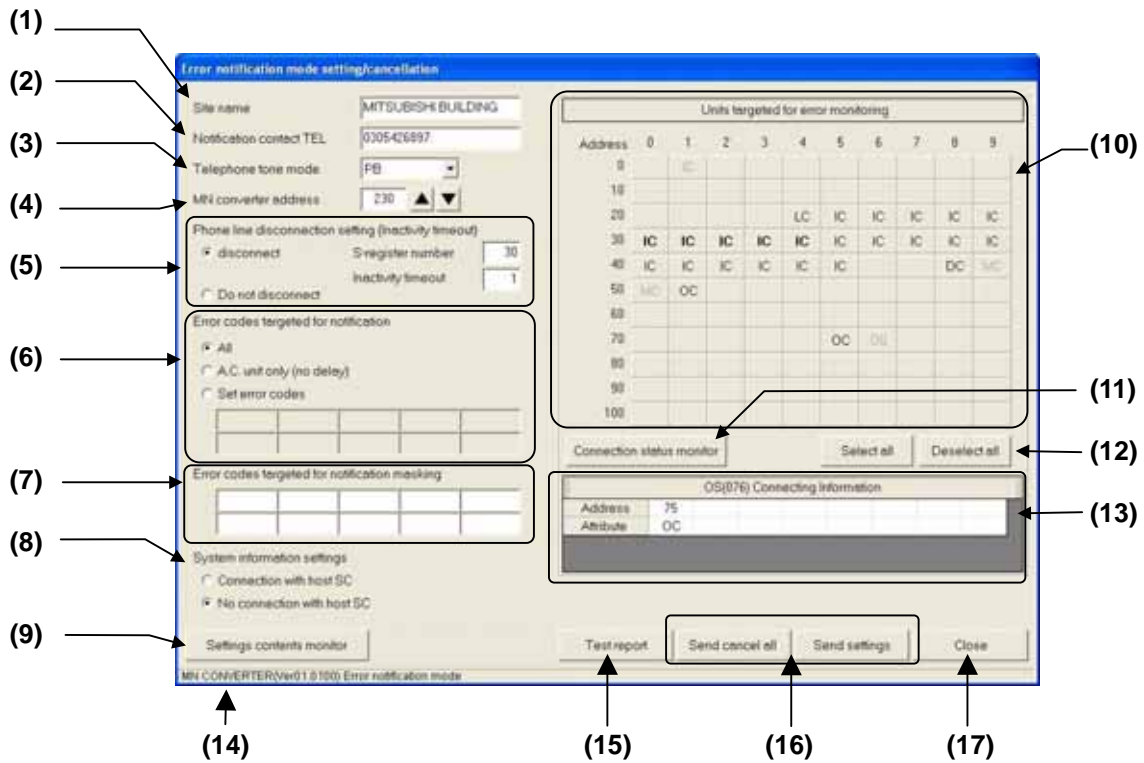 (1)
(2)
(3)
(4)
(5)
(6)
(7)
(8)
(9)
Error notification mode setting/cancellation
Site name MITSUBISHI BUILDING
Notification contact TEL 0305426897
Telephone tone mode PB
MN converter address 230
Phone line disconnection setting (Inactivity timeout)
disconnect S-register number 30
Inactivity timeout 1
Do not disconnect
Error codes targeted for notification
All
A.C. unit only (no delay)
Set error codes
Error codes targeted for notification masking
System information settings
Connection with host SC
No connection with host SC
Settings contents monitor
Units targeted for error monitoring
Address 0 1 2 3 4 5 6 7 8 9
0 IC
10
20 LC IC IC IC IC IC
30 IC IC IC IC IC IC IC IC IC IC
40 IC IC IC IC IC IC DC MC
50 MC OC
60
70 OC OS
80
90
100
Connection status monitor Select all Deselect all
OS(076) Connecting Information
Address 75
Attribute OC
Test report Send cancel all Send settings Close
MN CONVERTER(Ver01.0100) Error notification mode
(10)
(11)
(12)
(13)
(14)
(15)
(16)
(17)